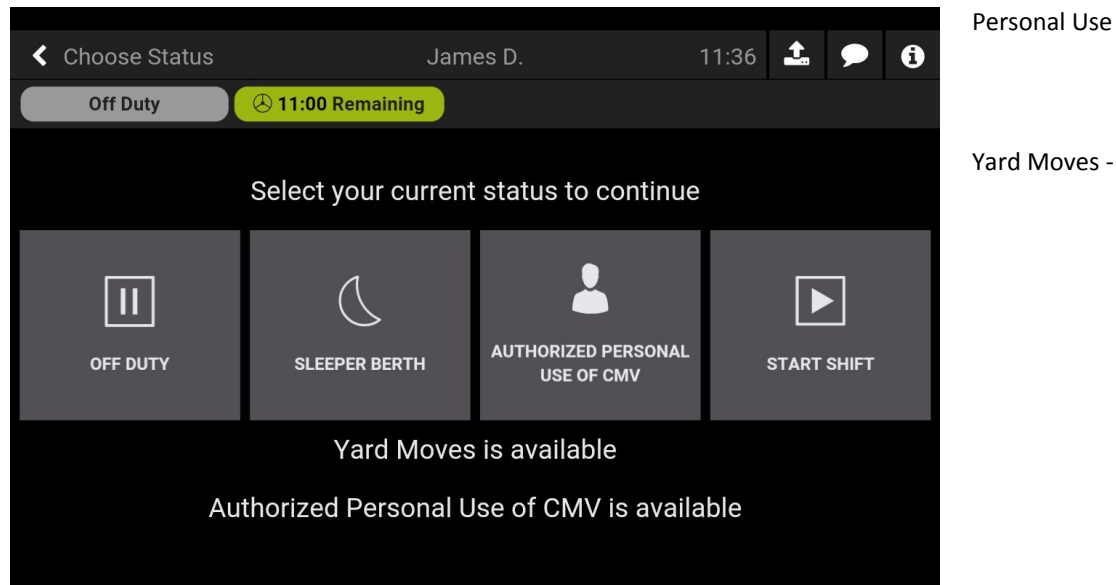 Choose Status James D. 11:36
Off Duty 11:00 Remaining
Select your current status to continue
OFF DUTY
SLEEPER BERTH
AUTHORIZED PERSONAL
USE OF CMV
START SHIFT
Yard Moves is available
Authorized Personal Use of CMV is available
Personal Use
Yard Moves -